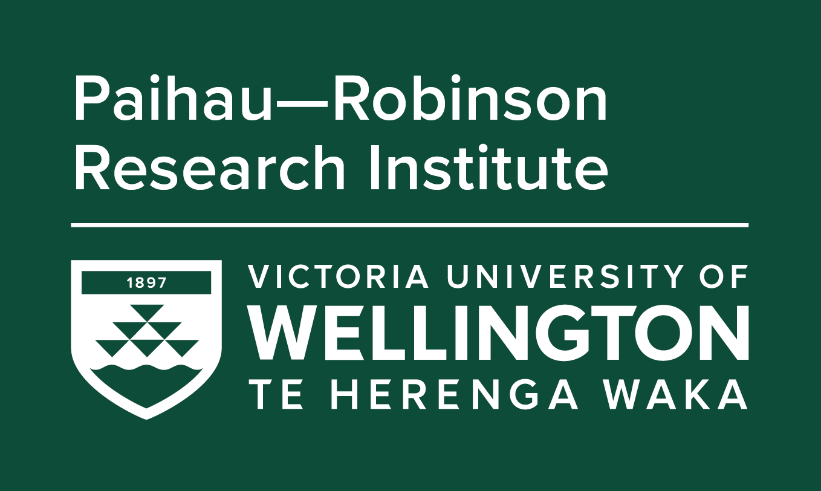 Paihau—Robinson
Research Institute
1897
VICTORIA UNIVERSITY OF
WELLINGTON
TE HERENGA WAKA